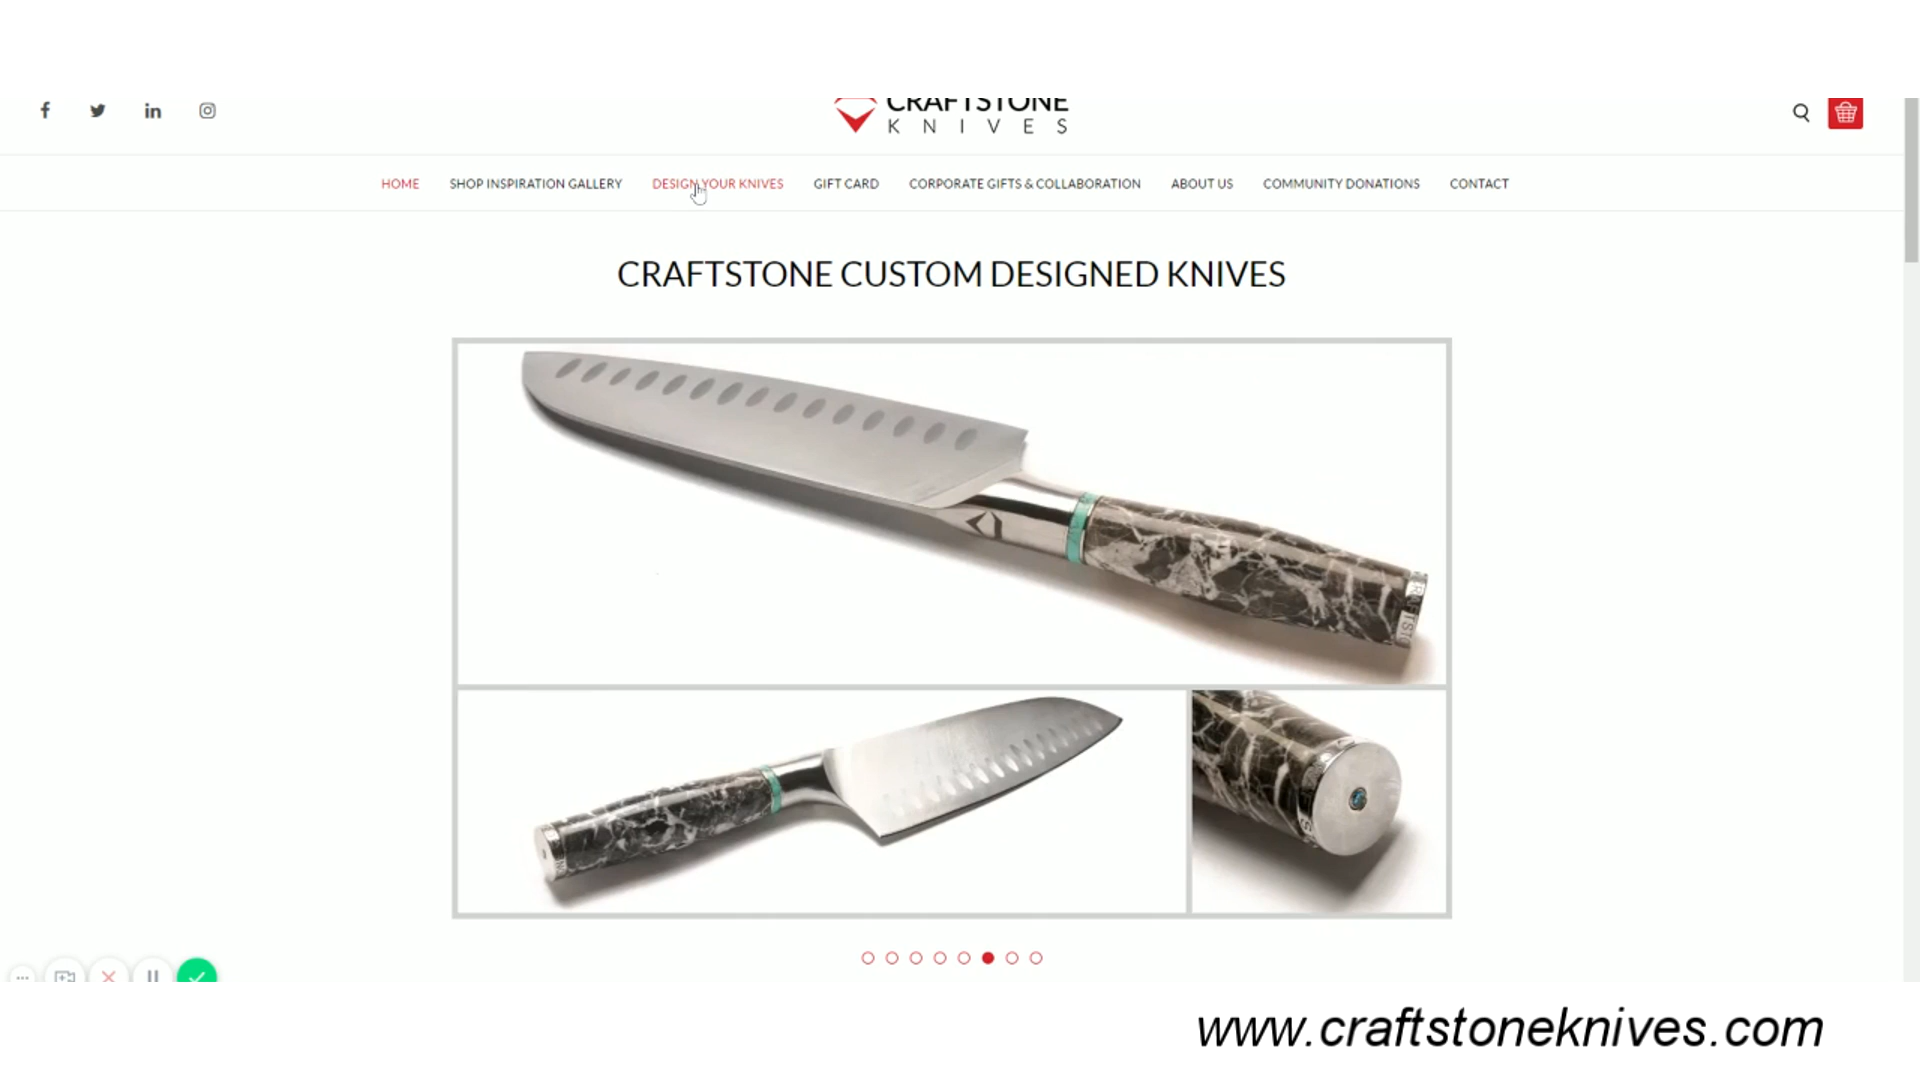 CRAFTSTONE
KNIVES
HOME SHOP INSPIRATION GALLERY DESIGN YOUR KNIVES GIFT CARD CORPORATE GIFTS & COLLABORATION ABOUT US COMMUNITY DONATIONS CONTACT
CRAFTSTONE CUSTOM DESIGNED KNIVES
www.craftstoneknives.com